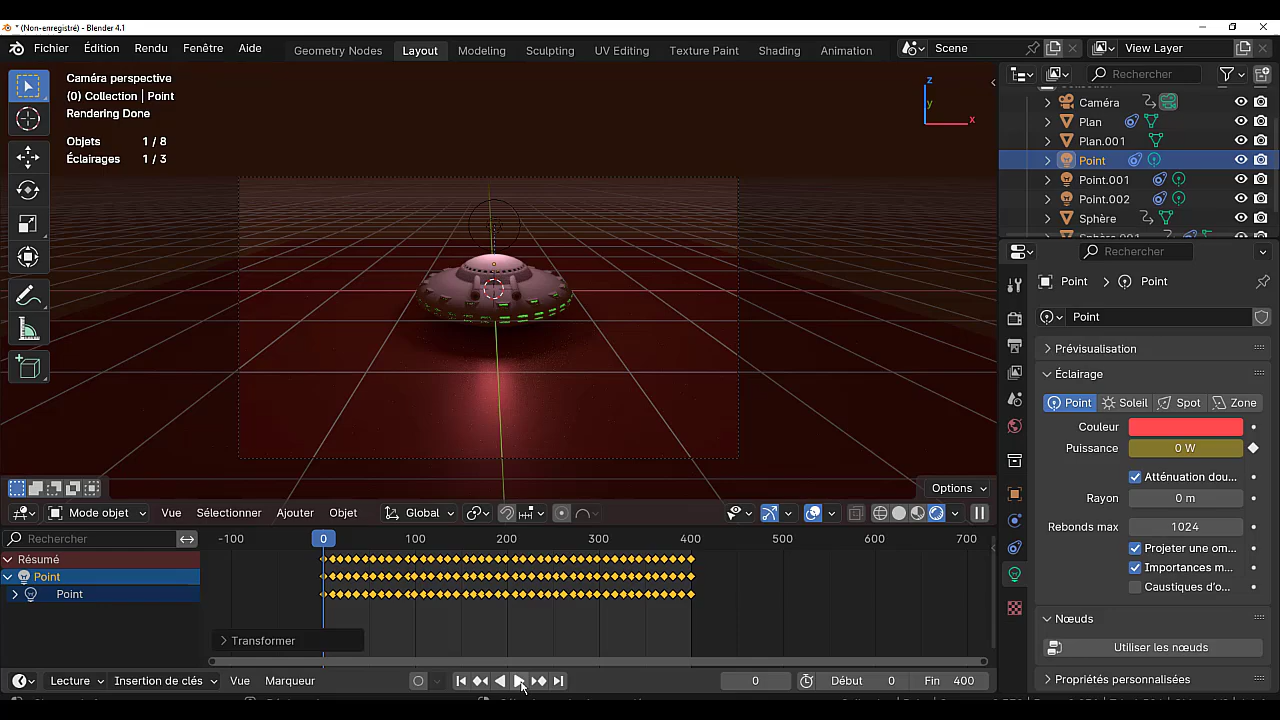 * (Non-enregistré) - Blender 4.1
Fichier Édition Rendu Fenêtre Aide
Geometry Nodes Layout Modeling Sculpting UV Editing Texture Paint Shading Animation
Scene
View Layer
Caméra perspective
(0) Collection | Point
Rendering Done
Objets 1 / 8
Éclairages 1 / 3
z
y
x
Rechercher
Caméra
Plan
Plan.001
Point
Point.001
Point.002
Sphère
Rechercher
Point Point
Point
Prévisualisation
Éclairage
Point Soleil Spot Zone
Couleur
Puissance 0 W
Atténuation dou...
Rayon 0 m
Rebonds max 1024
Projeter une om...
Importances m...
Caustiques d'o...
Nœuds
Utiliser les nœuds
Propriétés personnalisées
Options
Mode objet Vue Sélectionner Ajouter Objet Global
Rechercher
-100 0 100 200 300 400 500 600 700
Résumé
Point
Point
Transformer
Lecture Insertion de clés Vue Marqueur
0 Début 0 Fin 400